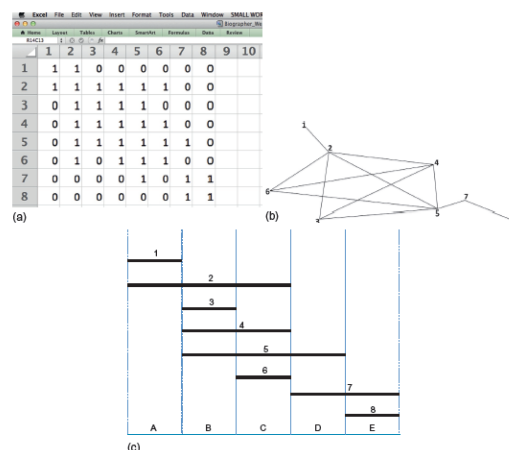 Excel File Edit View Insert Format Tools Data Window SMALL WOR
Biographer_We
Home Layout Tables Charts SmartArt Formulas Data Review
R14C13 fx
1 2 3 4 5 6 7 8 9 10
1 1 1 0 0 0 0 0 0
2 1 1 1 1 1 1 0 0
3 0 1 1 1 1 0 0 0
4 0 1 1 1 1 1 0 0
5 0 1 1 1 1 1 1 0
6 0 1 0 1 1 1 0 0
7 0 0 0 0 1 0 1 1
8 0 0 0 0 0 0 1 1
(a)
1
2
4
6
5
7
(b)
1
2
3
4
5
6
7
8
A B C D E
(c)